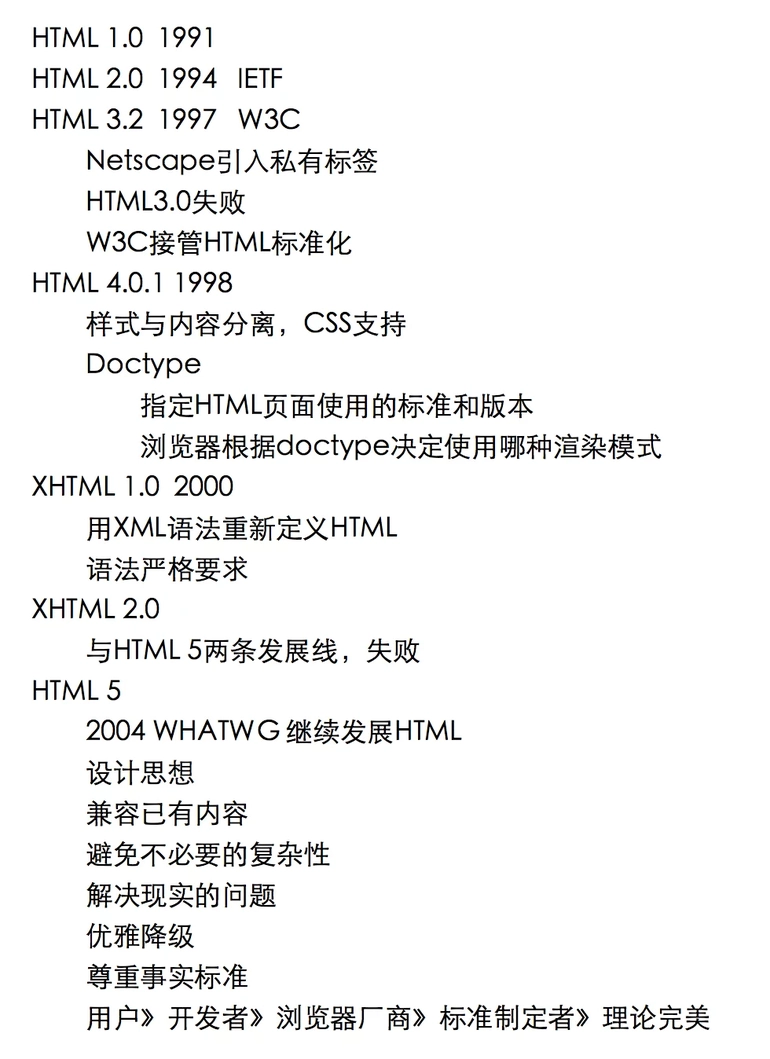 HTML 1.0 1991
HTML 2.0 1994 IETF
HTML 3.2 1997 W3C
Netscape引入私有标签
HTML3.0失败
W3C接管HTML标准化
HTML 4.0.1 1998
样式与内容分离，CSS支持
Doctype
指定HTML页面使用的标准和版本
浏览器根据doctype决定使用哪种渲染模式
XHTML 1.0 2000
用XML语法重新定义HTML
语法严格要求
XHTML 2.0
与HTML 5两条发展线，失败
HTML 5
2004 WHATWG 继续发展HTML
设计思想
兼容已有内容
避免不必要的复杂性
解决现实的问题
优雅降级
尊重事实标准
用户》开发者》浏览器厂商》标准制定者》理论完美